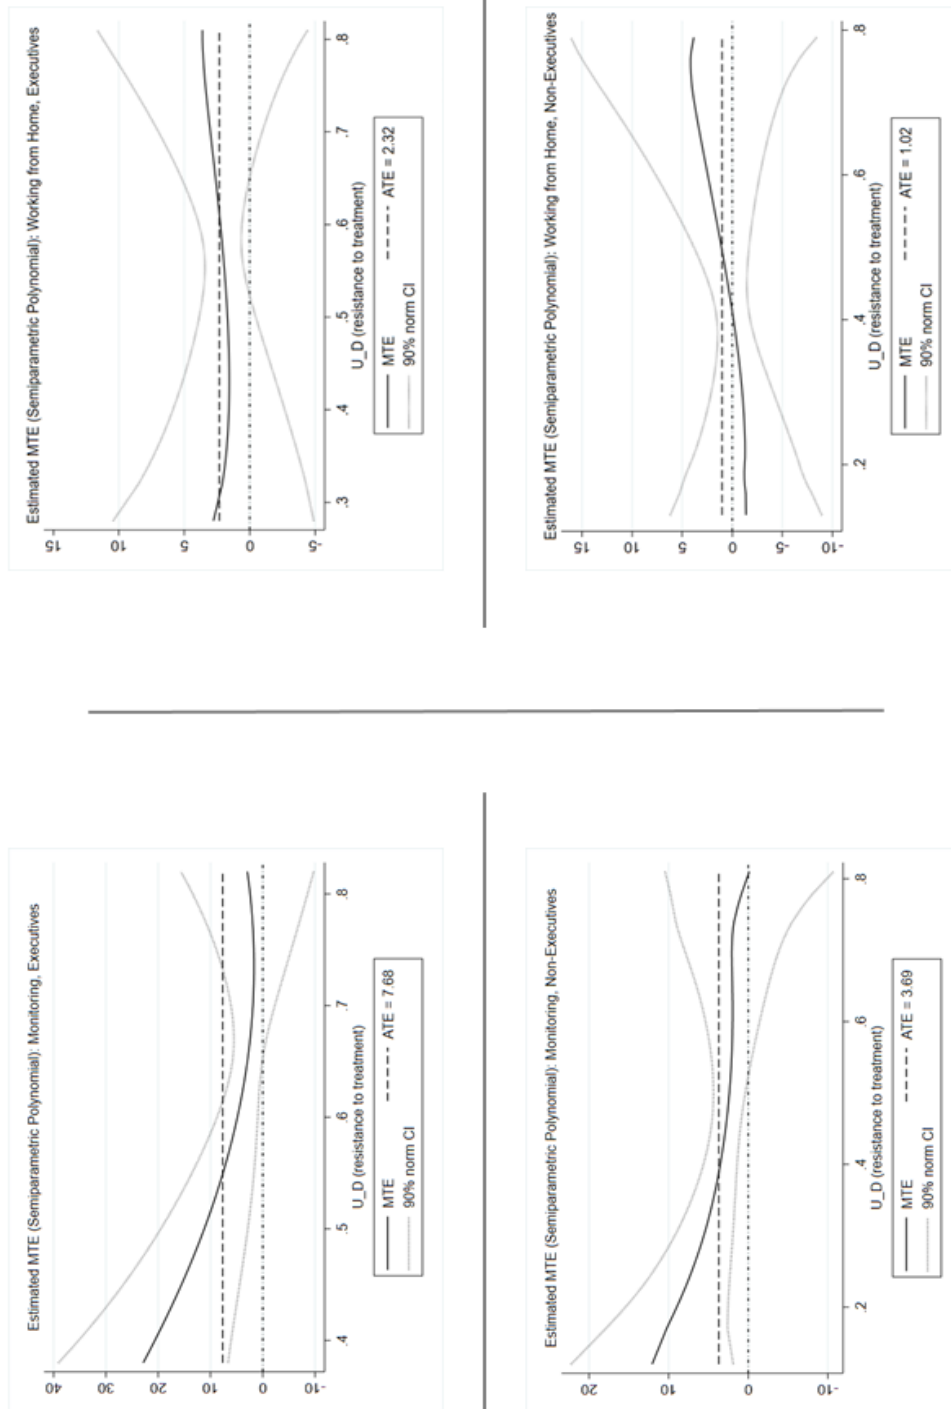 Estimated MTE (Semiparametric Polynomial): Monitoring, Executives
40
30
20
10
0
-10
.4 .5 .6 .7 .8
U_D (resistance to treatment)
MTE ATE = 7.68
90% norm CI
Estimated MTE (Semiparametric Polynomial): Working from Home, Executives
15
10
5
0
-5
.3 .4 .5 .6 .7 .8
U_D (resistance to treatment)
MTE ATE = 2.32
90% norm CI
Estimated MTE (Semiparametric Polynomial): Monitoring, Non-Executives
20
10
0
-10
.2 .4 .6 .8
U_D (resistance to treatment)
MTE ATE = 3.69
90% norm CI
Estimated MTE (Semiparametric Polynomial): Working from Home, Non-Executives
15
10
5
0
-5
-10
.2 .4 .6 .8
U_D (resistance to treatment)
MTE ATE = 1.02
90% norm CI